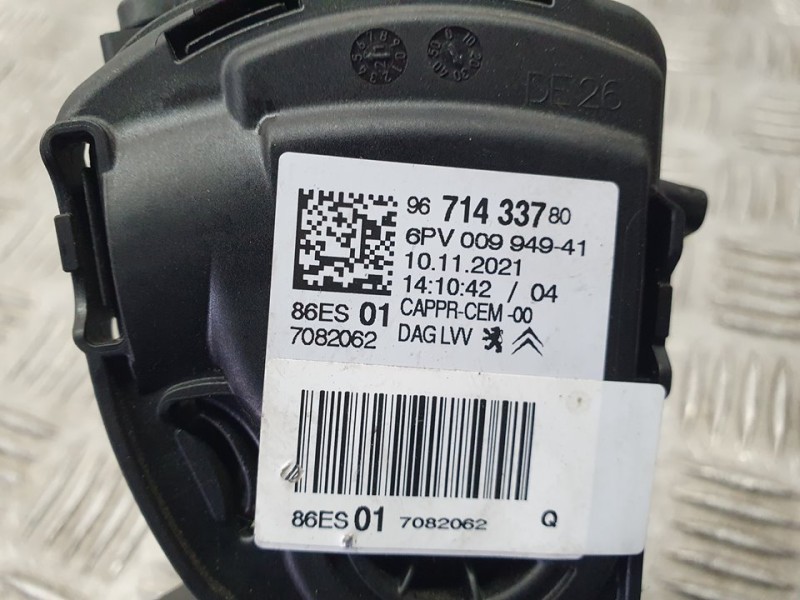 DE 26
96 714 337 80
6PV 009 949-41
10.11.2021
14:10:42 / 04
86ES 01 CAPPR-CEM-00
7082062 DAG LVV
86ES 01 7082062 Q